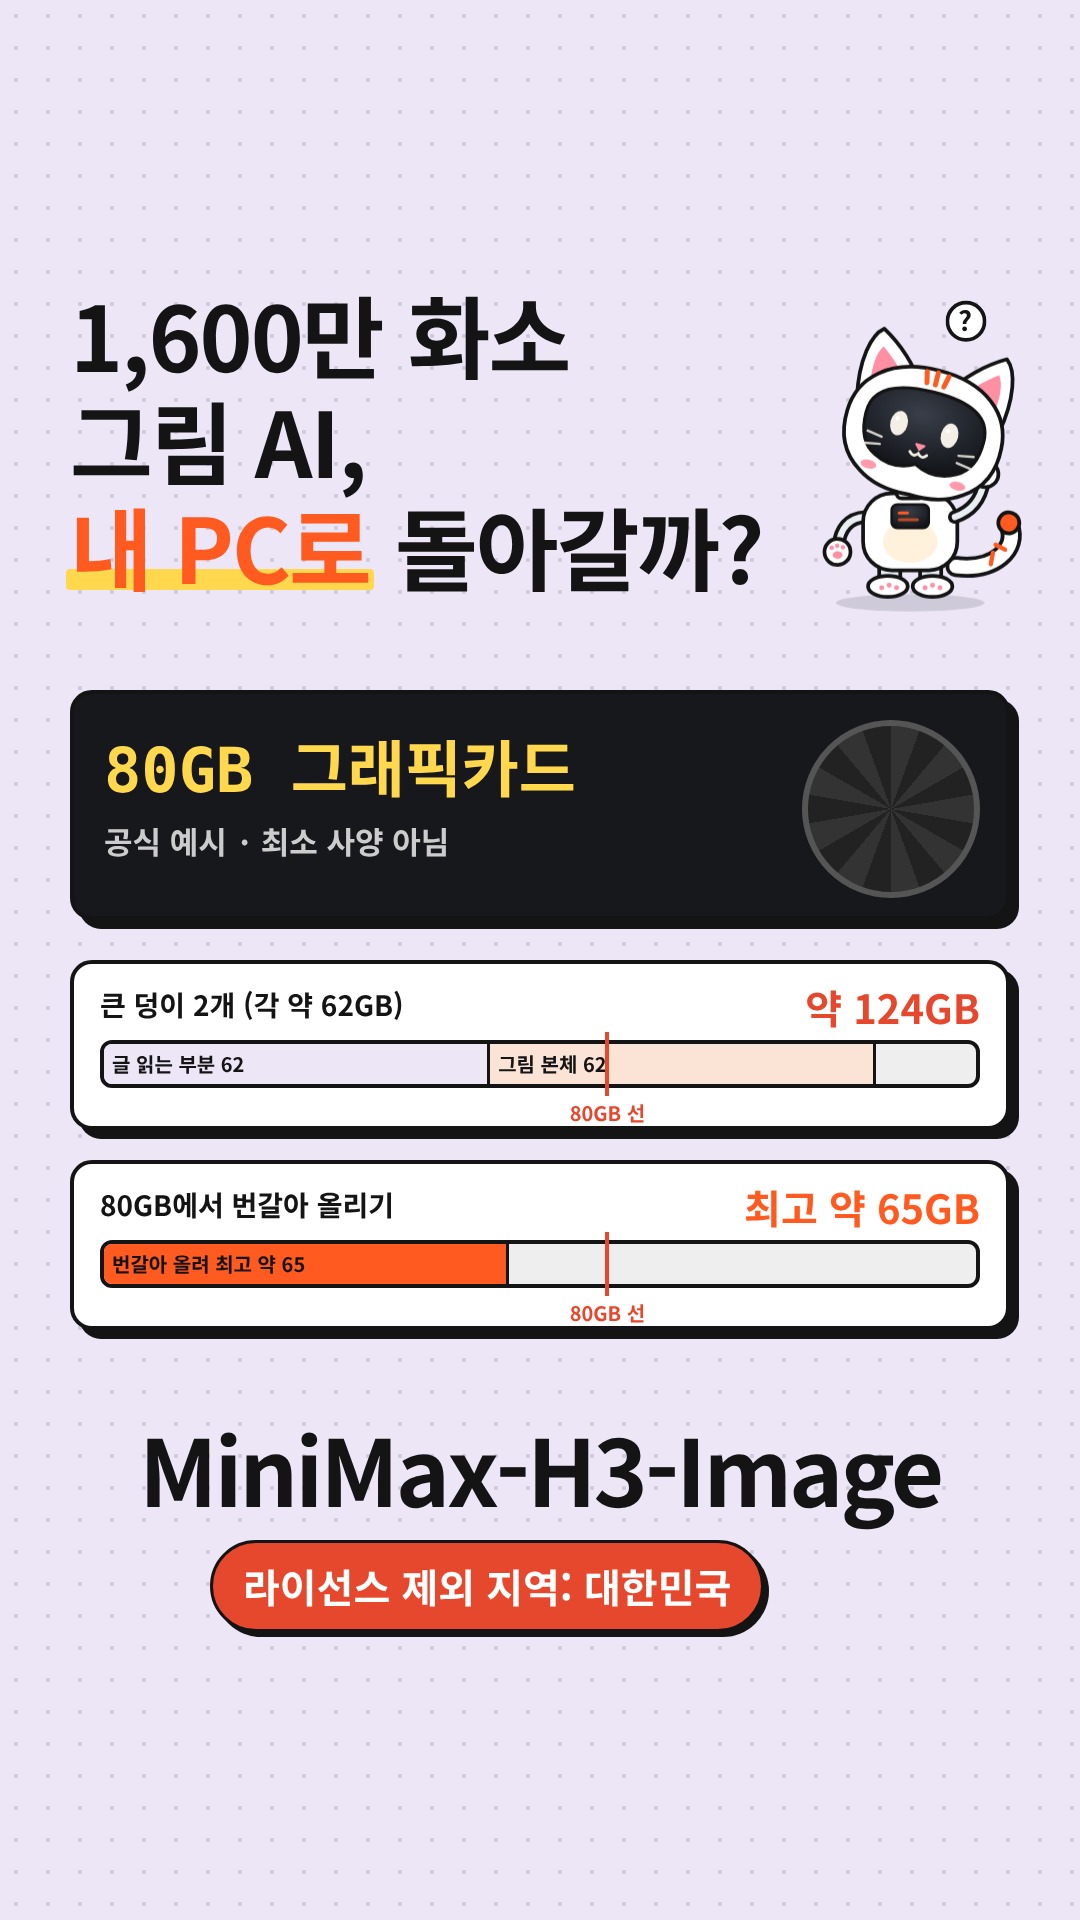 1,600만 화소
?
그림 AI,
내 PC로 돌아갈까?
80GB 그래픽카드
공식 예시 · 최소 사양 아님
큰 덩이 2개 (각 약 62GB)
약 124GB
글 읽는 부분 62
그림 본체 62
80GB 선
80GB에서 번갈아 올리기
최고 약 65GB
번갈아 올려 최고 약 65
80GB 선
MiniMax-H3-Image
라이선스 제외 지역: 대한민국